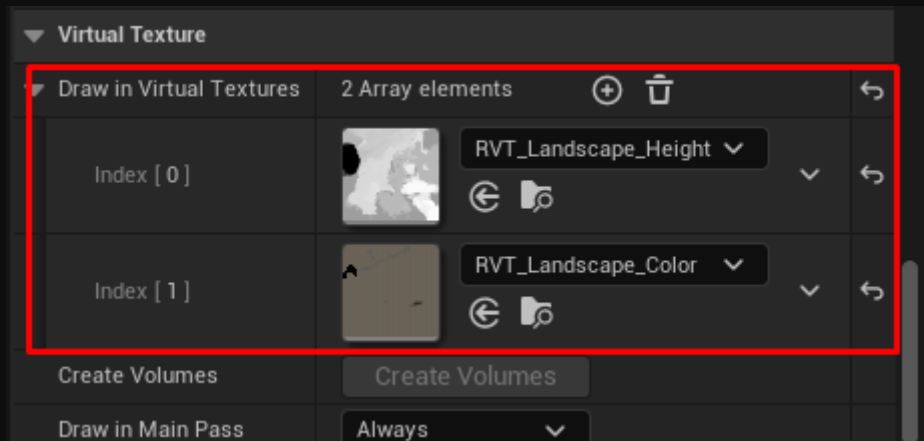 Virtual Texture
Draw in Virtual Textures 2 Array elements
Index [ 0 ] RVT_Landscape_Height
Index [ 1 ] RVT_Landscape_Color
Create Volumes Create Volumes
Draw in Main Pass Always